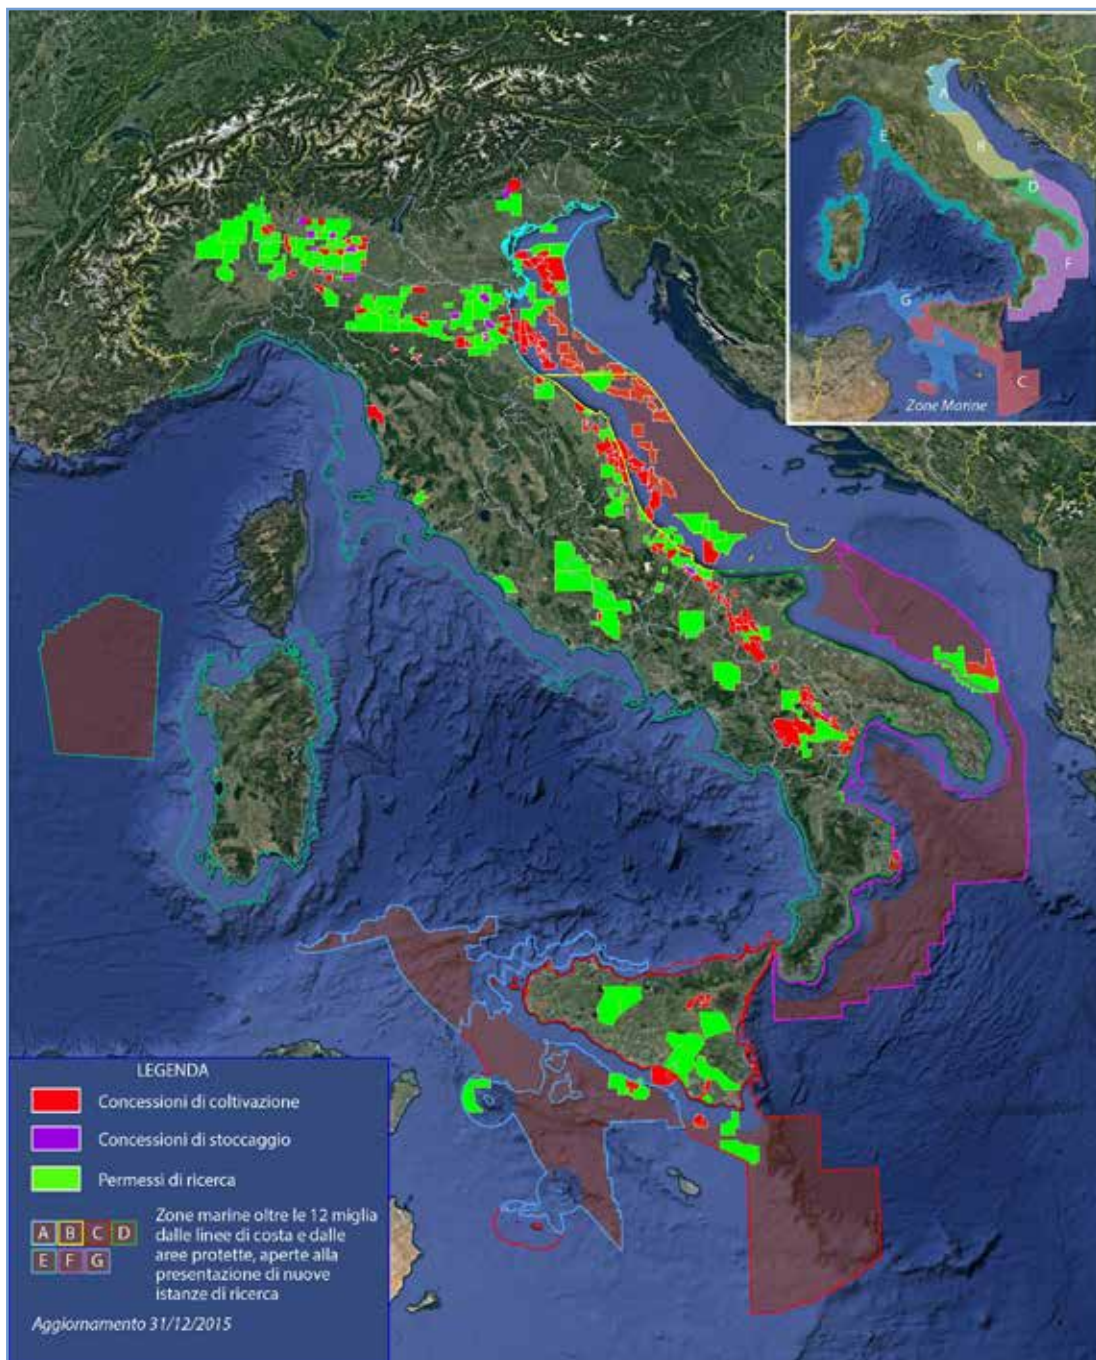 A
B
D
E
F
G
C
Zone Marine
LEGENDA
Concessioni di coltivazione
Concessioni di stoccaggio
Permessi di ricerca
A B C D
E F G
Zone marine oltre le 12 miglia
dalle linee di costa e dalle
aree protette, aperte alla
presentazione di nuove
istanze di ricerca
Aggiornamento 31/12/2015